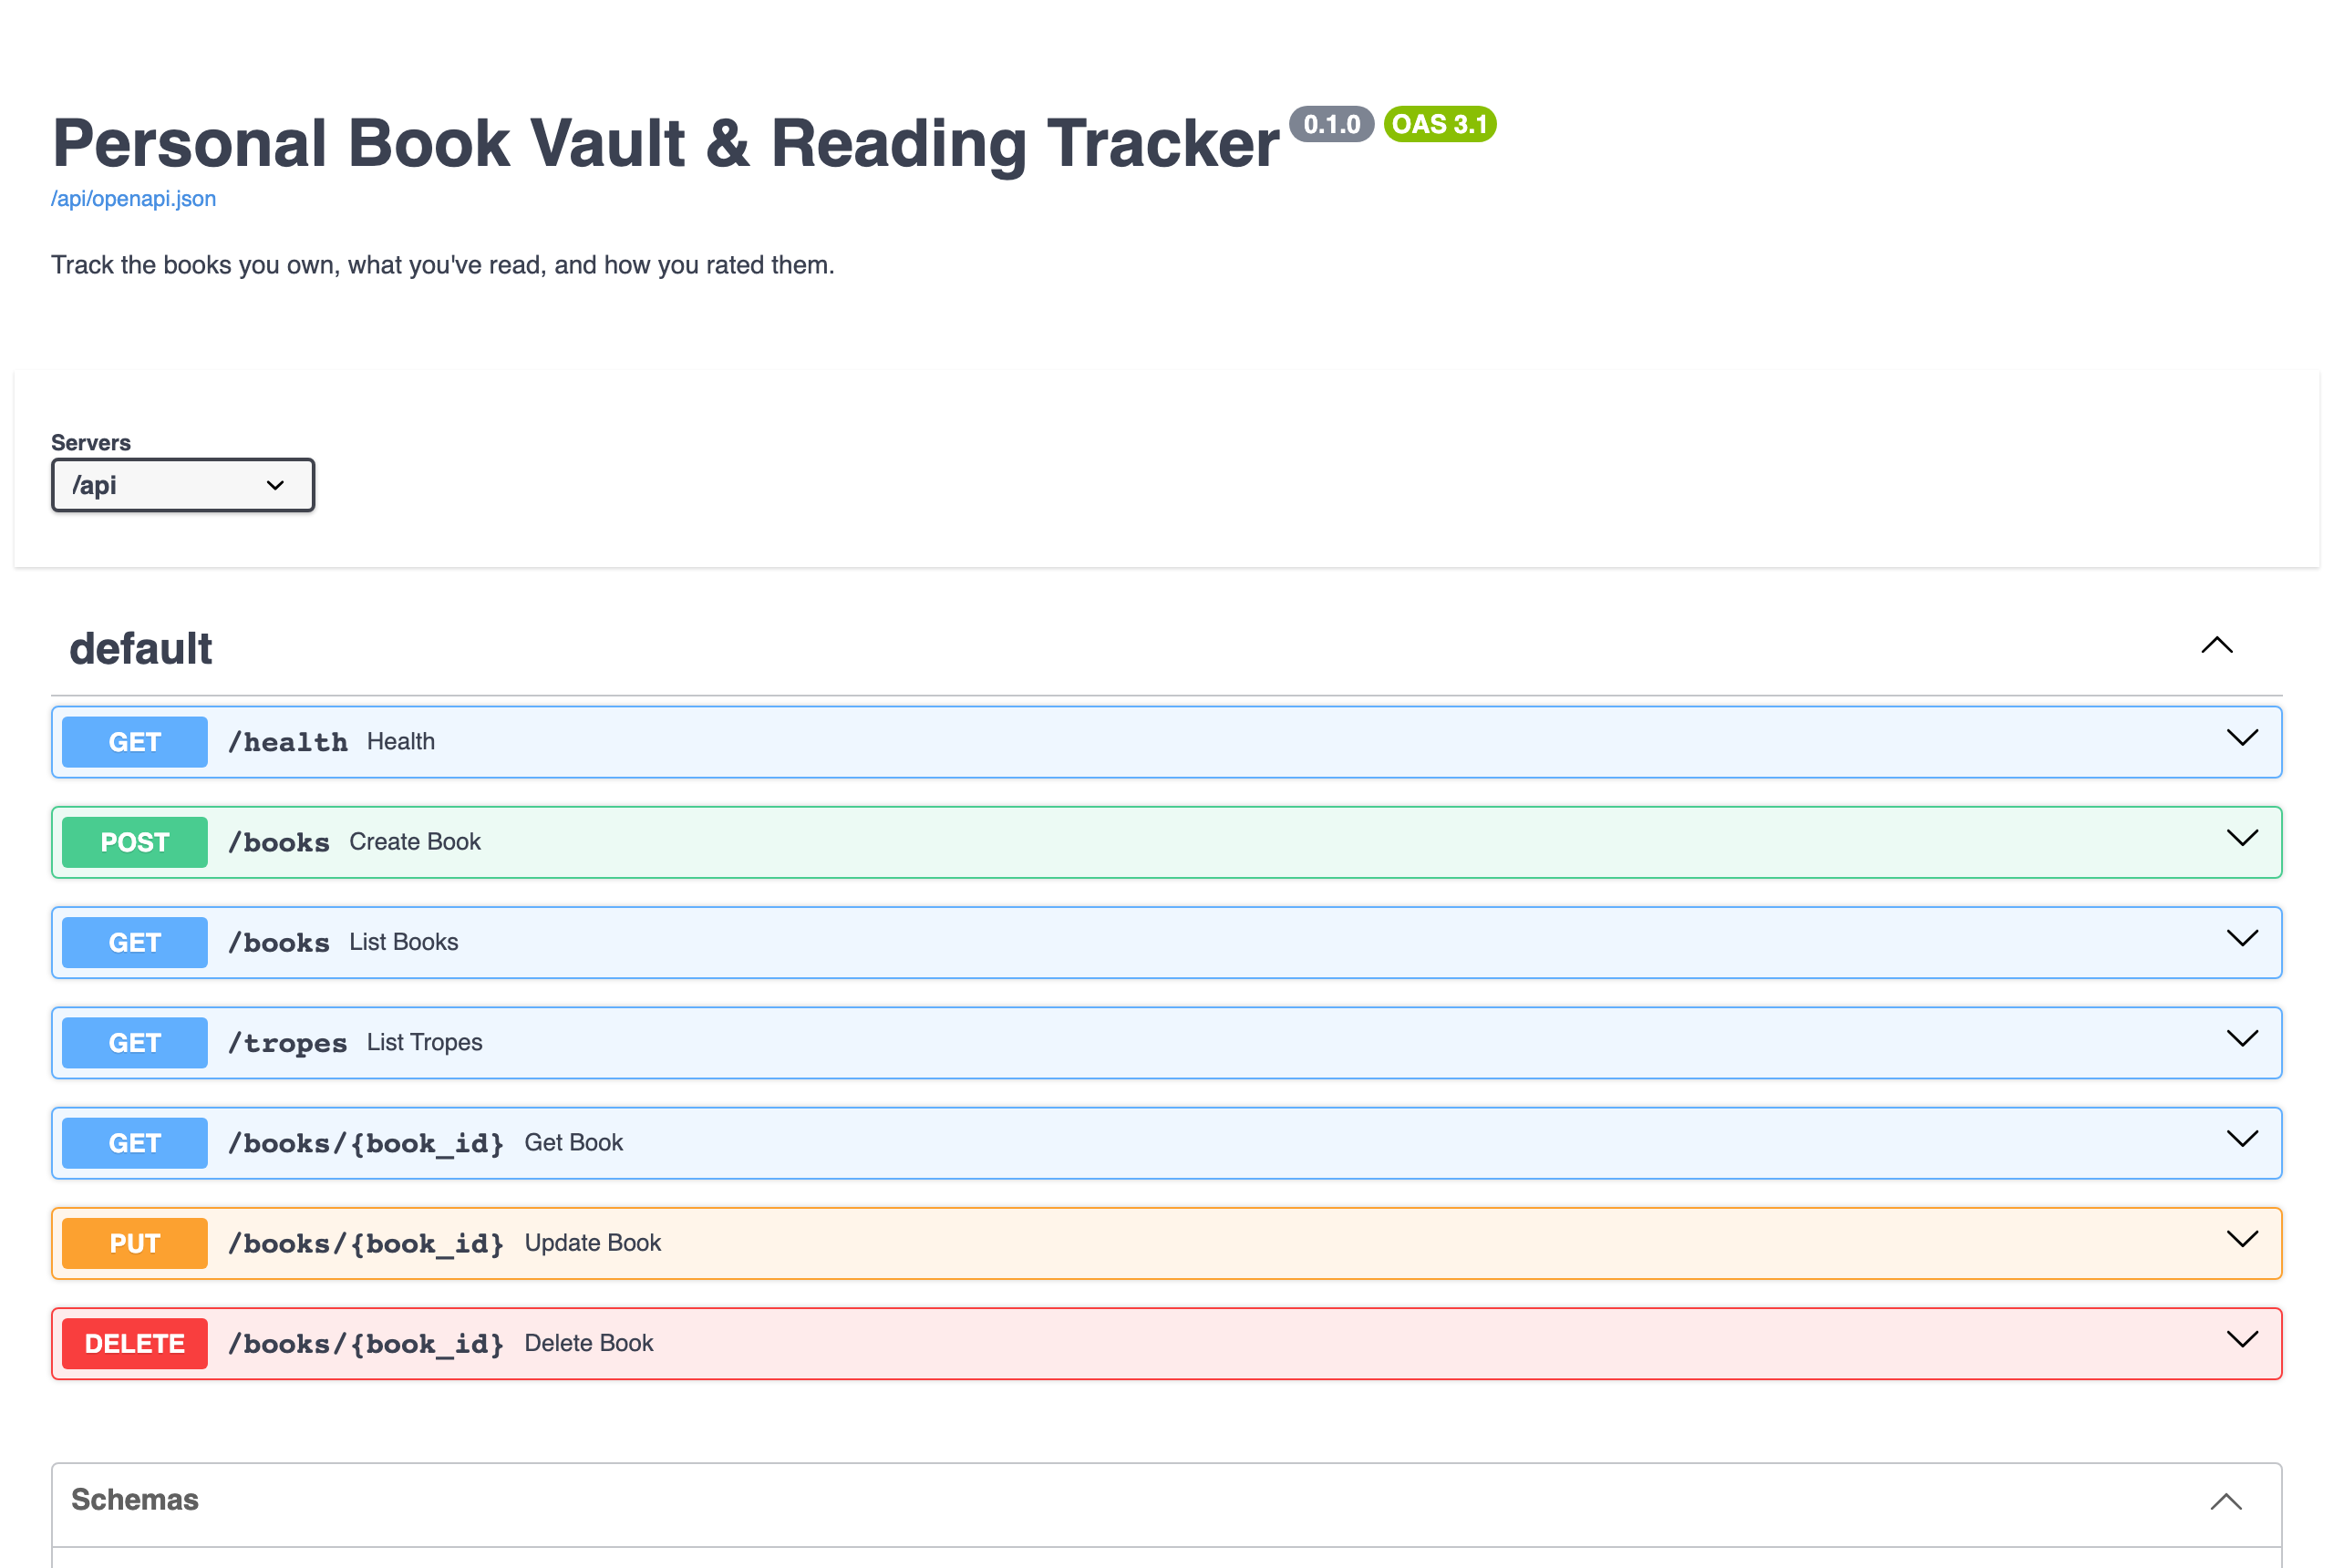 Personal Book Vault & Reading Tracker 0.1.0 OAS 3.1
/api/openapi.json
Track the books you own, what you've read, and how you rated them.
Servers
/api
default
GET /health Health
POST /books Create Book
GET /books List Books
GET /tropes List Tropes
GET /books/{book_id} Get Book
PUT /books/{book_id} Update Book
DELETE /books/{book_id} Delete Book
Schemas